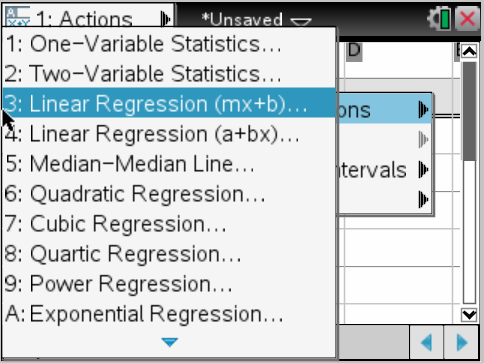 1: Actions
*Unsaved
1: One-Variable Statistics...
2: Two-Variable Statistics...
3: Linear Regression (mx+b)...
4: Linear Regression (a+bx)...
5: Median-Median Line...
6: Quadratic Regression...
7: Cubic Regression...
8: Quartic Regression...
9: Power Regression...
A: Exponential Regression...
D
ons
ntervals